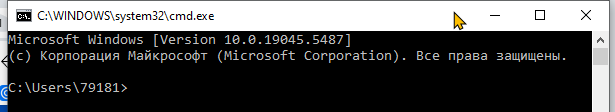 C:\WINDOWS\system32\cmd.exe
Microsoft Windows [Version 10.0.19045.5487]
(c) Корпорация Майкрософт (Microsoft Corporation). Все права защищены.
C:\Users\79181>